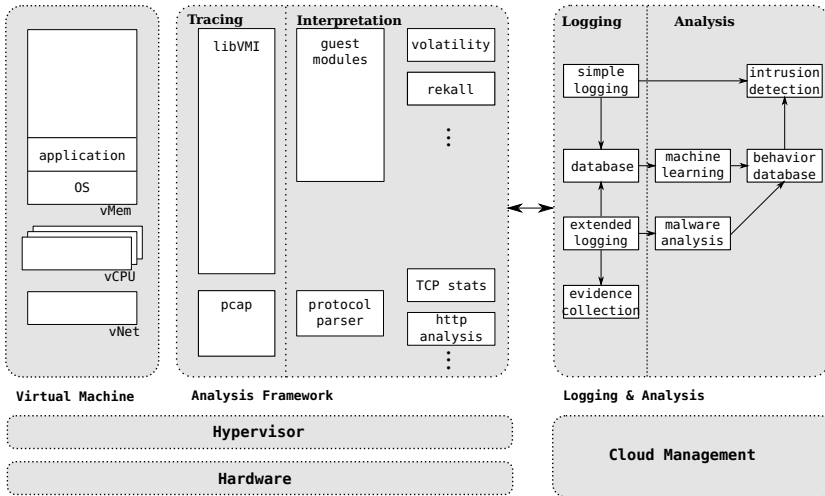 application
OS
vMem
vCPU
vNet
Virtual Machine
Tracing
libVMI
pcap
Interpretation
guest
modules
protocol
parser
volatility
rekall
TCP stats
http
analysis
Analysis Framework
Logging
simple
logging
database
extended
logging
evidence
collection
Analysis
intrusion
detection
machine
learning
behavior
database
malware
analysis
Logging & Analysis
Hypervisor
Hardware
Cloud Management